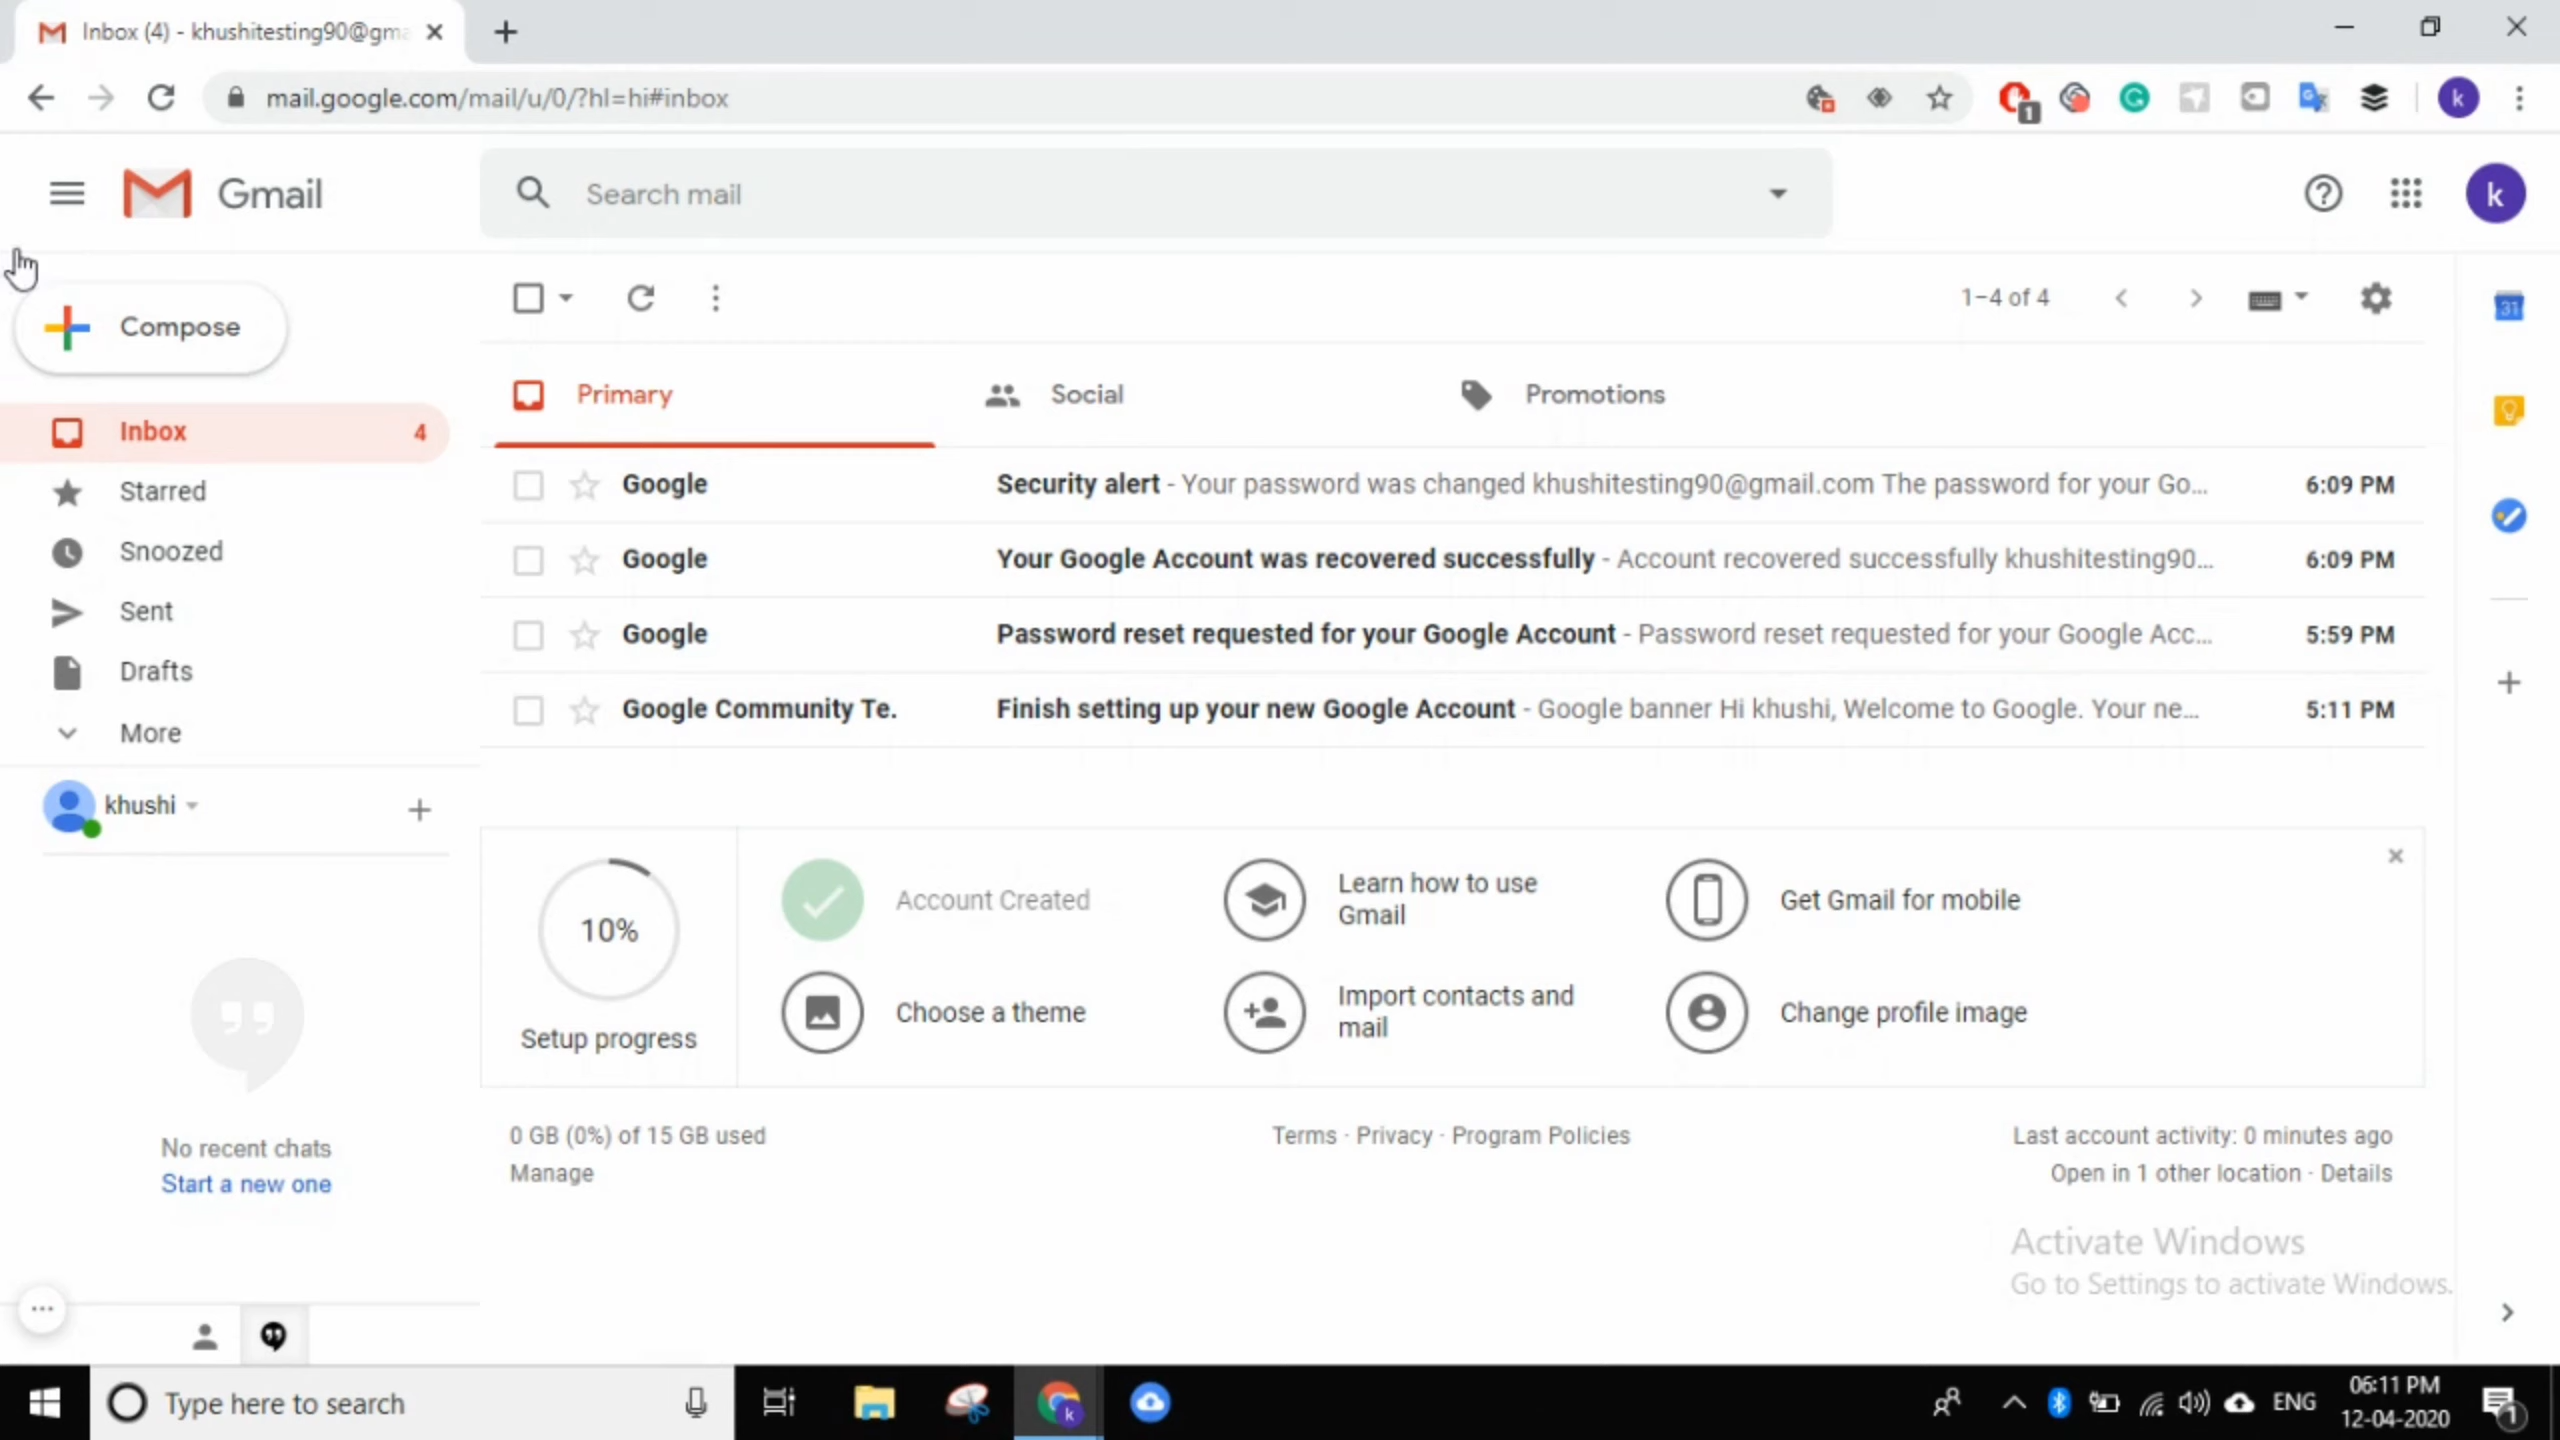 Inbox (4) - khushitesting90@gma
mail.google.com/mail/u/0/?hl=hi#inbox
1
k
Gmail
Search mail
k
Compose
1–4 of 4
31
Primary
Social
Promotions
Inbox 4
Google Security alert - Your password was changed khushitesting90@gmail.com The password for your Go... 6:09 PM
Starred
Google Your Google Account was recovered successfully - Account recovered successfully khushitesting90... 6:09 PM
Snoozed
Google Password reset requested for your Google Account - Password reset requested for your Google Acc... 5:59 PM
Sent
Google Community Te. Finish setting up your new Google Account - Google banner Hi khushi, Welcome to Google. Your ne... 5:11 PM
Drafts
More
khushi
10%
Setup progress
Account Created
Learn how to use
Gmail
Get Gmail for mobile
Choose a theme
Import contacts and
mail
Change profile image
No recent chats
Start a new one
0 GB (0%) of 15 GB used
Manage
Terms · Privacy · Program Policies
Last account activity: 0 minutes ago
Open in 1 other location · Details
Activate Windows
Go to Settings to activate Windows.
Type here to search
k
ENG
06:11 PM
12-04-2020
1